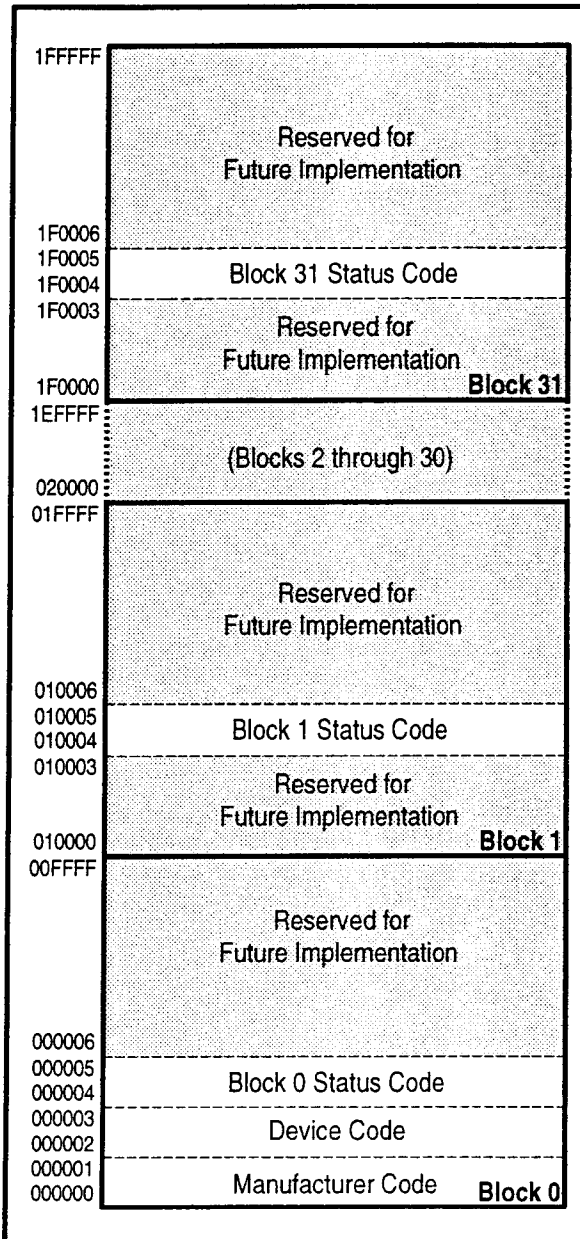 1FFFFF
Reserved for
Future Implementation
1F0006
1F0005
Block 31 Status Code
1F0004
1F0003
Reserved for
Future Implementation
1F0000
Block 31
1EFFFF
(Blocks 2 through 30)
020000
01FFFF
Reserved for
Future Implementation
010006
010005
Block 1 Status Code
010004
010003
Reserved for
Future Implementation
010000
Block 1
00FFFF
Reserved for
Future Implementation
000006
000005
Block 0 Status Code
000004
000003
Device Code
000002
000001
Manufacturer Code
Block 0
000000